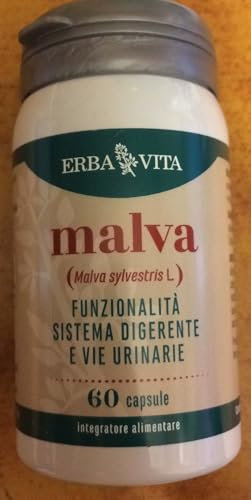 ERBA VITA
malva
(Malva sylvestris L.)
FUNZIONALITÀ
SISTEMA DIGERENTE
E VIE URINARIE
60 capsule
integratore alimentare